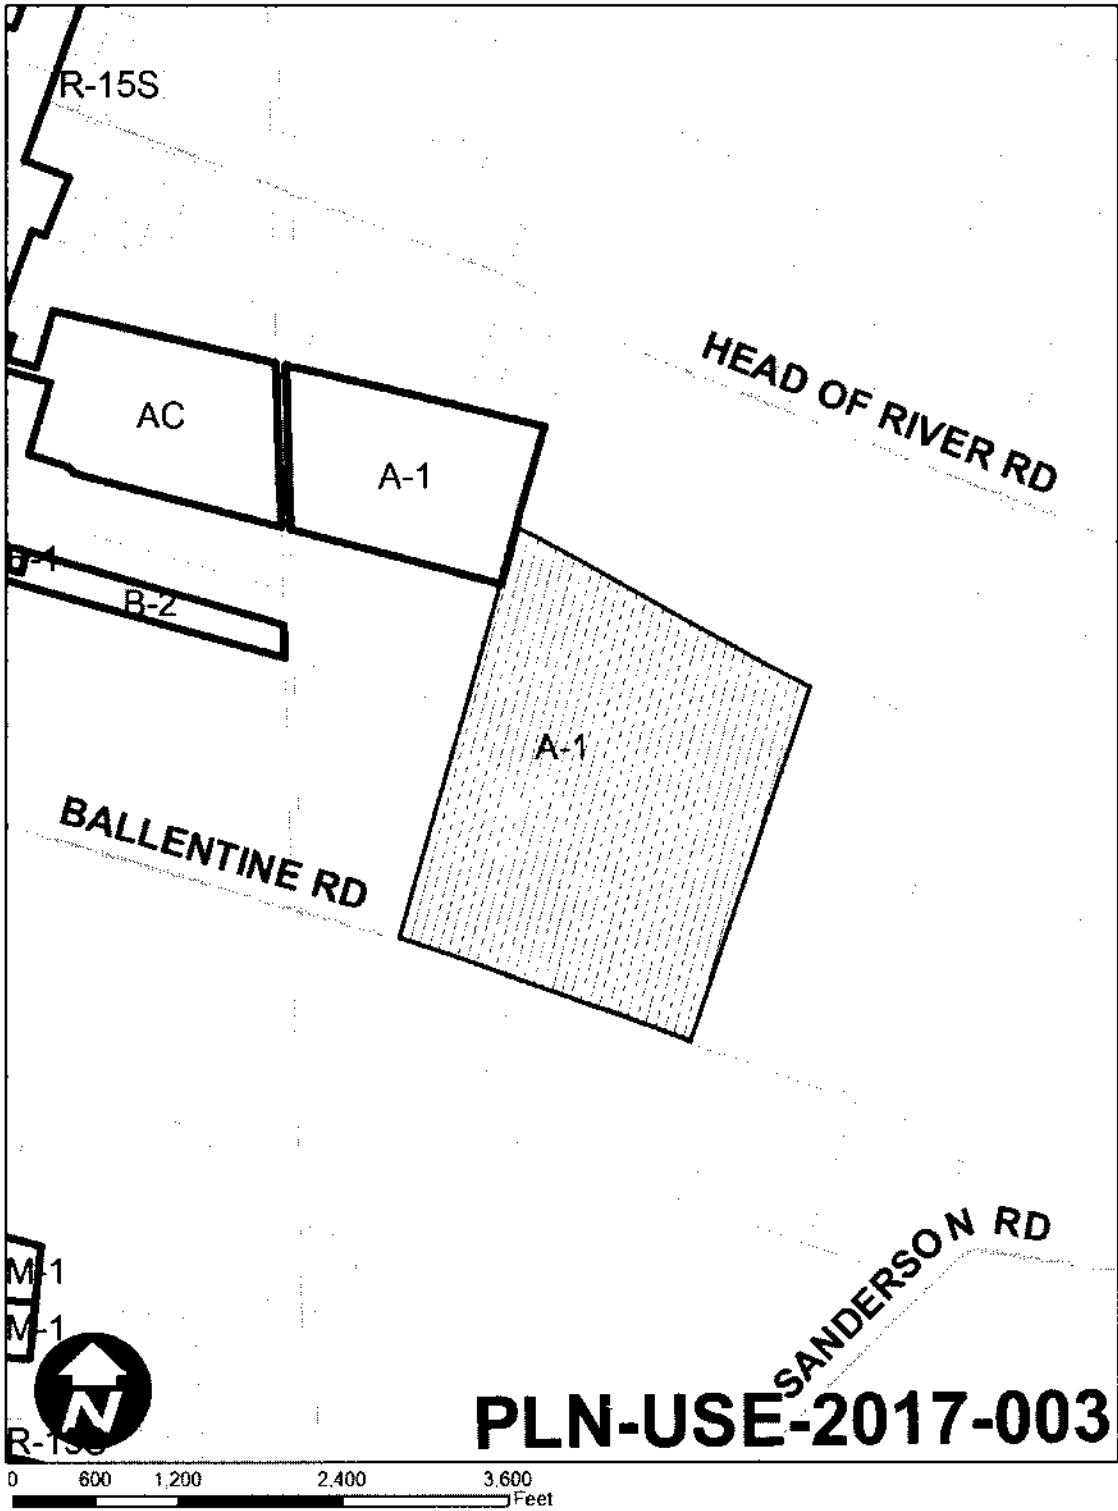 R-15S
HEAD OF RIVER RD
AC
A-1
B-2
A-1
BALLENTINE RD
SANDERSON RD
M-1
M-1
N
PLN-USE-2017-003
0 600 1,200 2,400 3,600
Feet